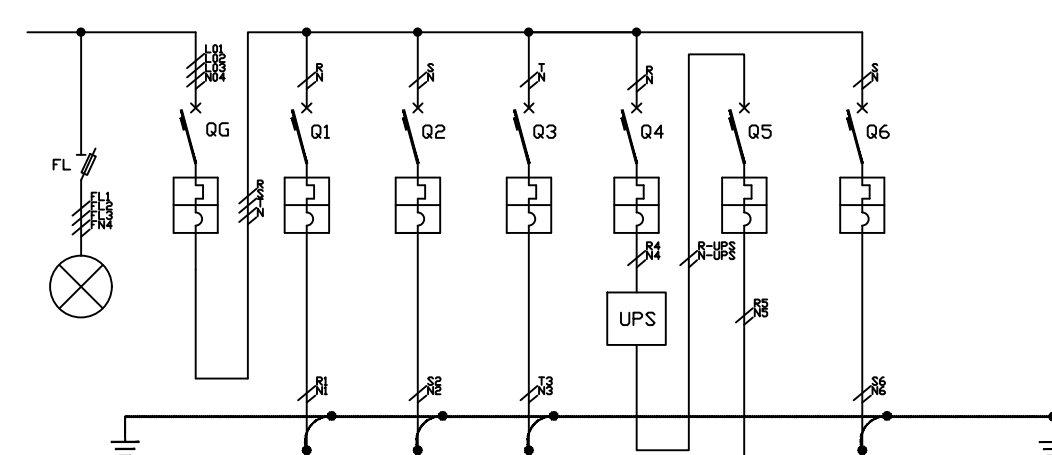 L01
L02
L03
N04
R
N
S
N
T
N
R
N
S
N
QG
Q1
Q2
Q3
Q4
Q5
Q6
FL
FL1
FL2
FL3
FN4
R
S
T
N
R4
N4
R-UPS
N-UPS
UPS
R5
N5
R1
N1
S2
N2
T3
N3
S6
N6